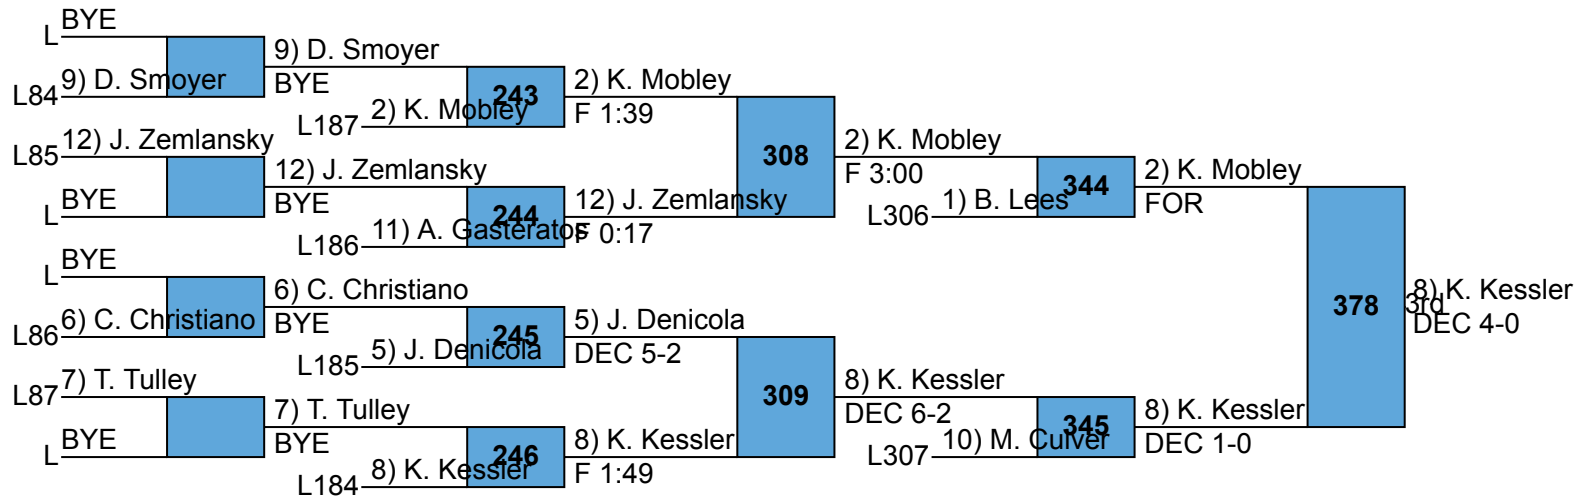 BYE
L
9) D. Smoyer
L84
9) D. Smoyer
BYE
243
2) K. Mobley
L187
2) K. Mobley
F 1:39
12) J. Zemlansky
L85
BYE
L
12) J. Zemlansky
BYE
244
11) A. Gasteratos
L186
12) J. Zemlansky
F 0:17
308
2) K. Mobley
F 3:00
1) B. Lees
L306
344
2) K. Mobley
FOR
BYE
L
6) C. Christiano
L86
6) C. Christiano
BYE
245
5) J. Denicola
L185
5) J. Denicola
DEC 5-2
7) T. Tulley
L87
BYE
L
7) T. Tulley
BYE
246
8) K. Kessler
L184
8) K. Kessler
F 1:49
309
8) K. Kessler
DEC 6-2
10) M. Culver
L307
345
8) K. Kessler
DEC 1-0
378
8) K. Kessler
3rd
DEC 4-0